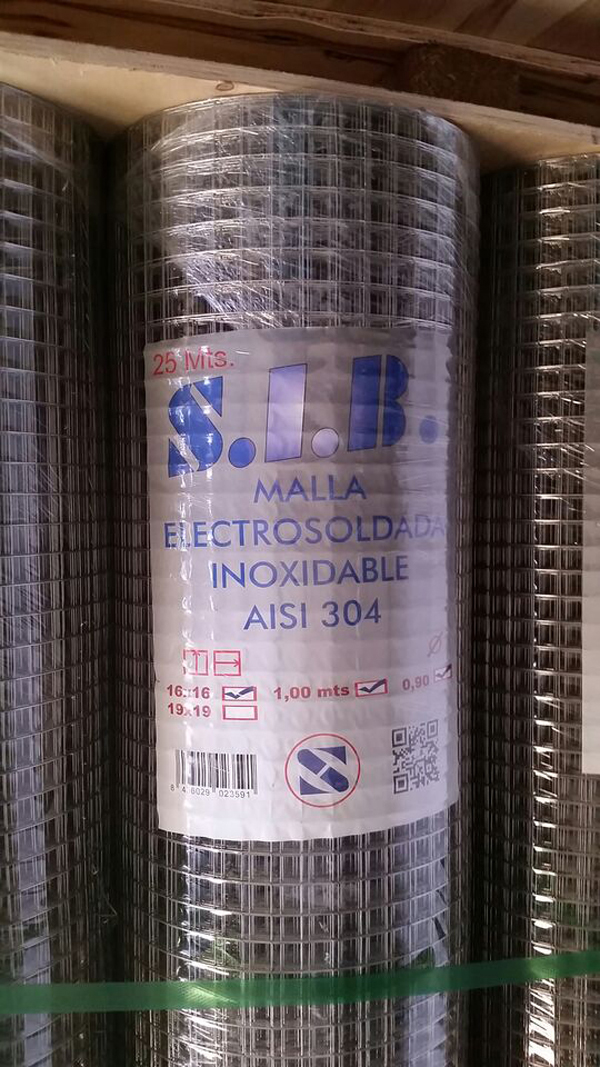 25 Mts.
S.I.B.
MALLA
ELECTROSOLDADA
INOXIDABLE
AISI 304
Ø
16x16 1,00 mts 0,90
19x19